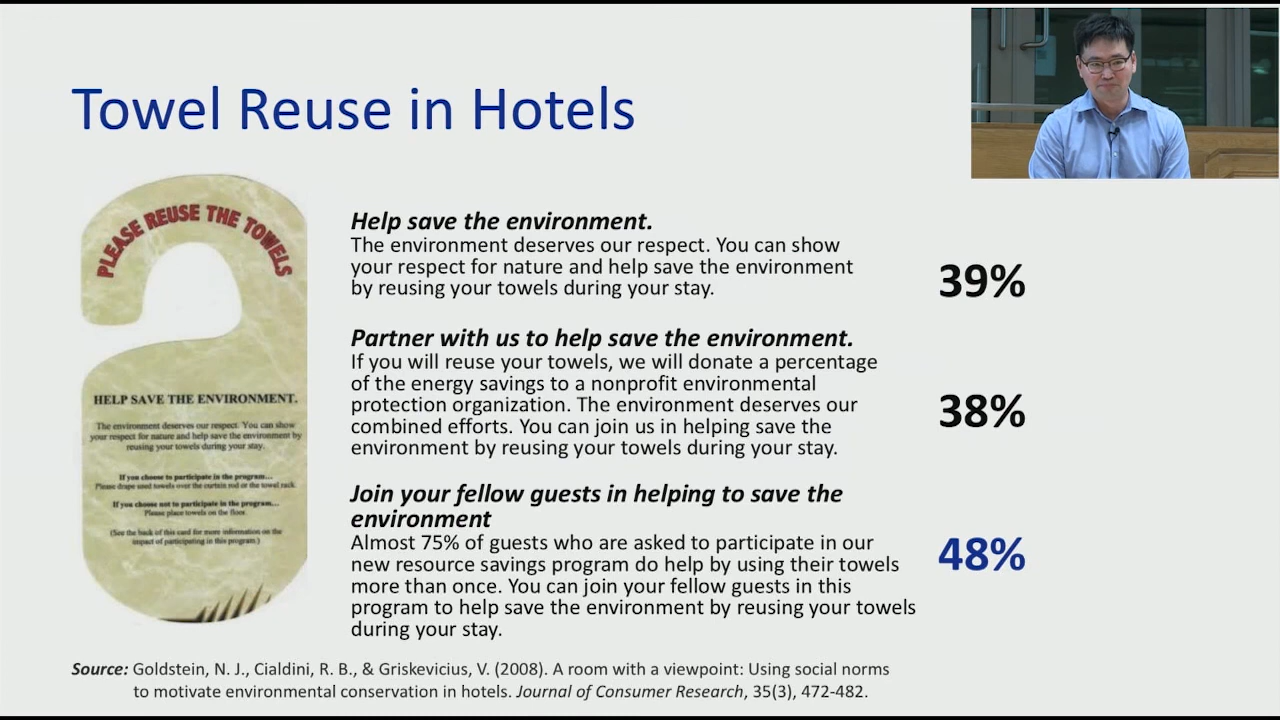 Towel Reuse in Hotels
PLEASE REUSE THE TOWELS
HELP SAVE THE ENVIRONMENT.
The environment deserves our respect. You can show
your respect for nature and help save the environment by
reusing your towels during your stay.
If you choose to participate in the program...
Please drape used towels over the curtain rod or the towel rack.
If you choose not to participate in the program...
Please place towels on the floor.
(See the back of this card for more information on the
impact of participating in this program.)
Help save the environment.
The environment deserves our respect. You can show
your respect for nature and help save the environment
by reusing your towels during your stay.
39%
Partner with us to help save the environment.
If you will reuse your towels, we will donate a percentage
of the energy savings to a nonprofit environmental
protection organization. The environment deserves our
combined efforts. You can join us in helping save the
environment by reusing your towels during your stay.
38%
Join your fellow guests in helping to save the
environment
Almost 75% of guests who are asked to participate in our
new resource savings program do help by using their towels
more than once. You can join your fellow guests in this
program to help save the environment by reusing your towels
during your stay.
48%
Source: Goldstein, N. J., Cialdini, R. B., & Griskevicius, V. (2008). A room with a viewpoint: Using social norms
to motivate environmental conservation in hotels. Journal of Consumer Research, 35(3), 472-482.